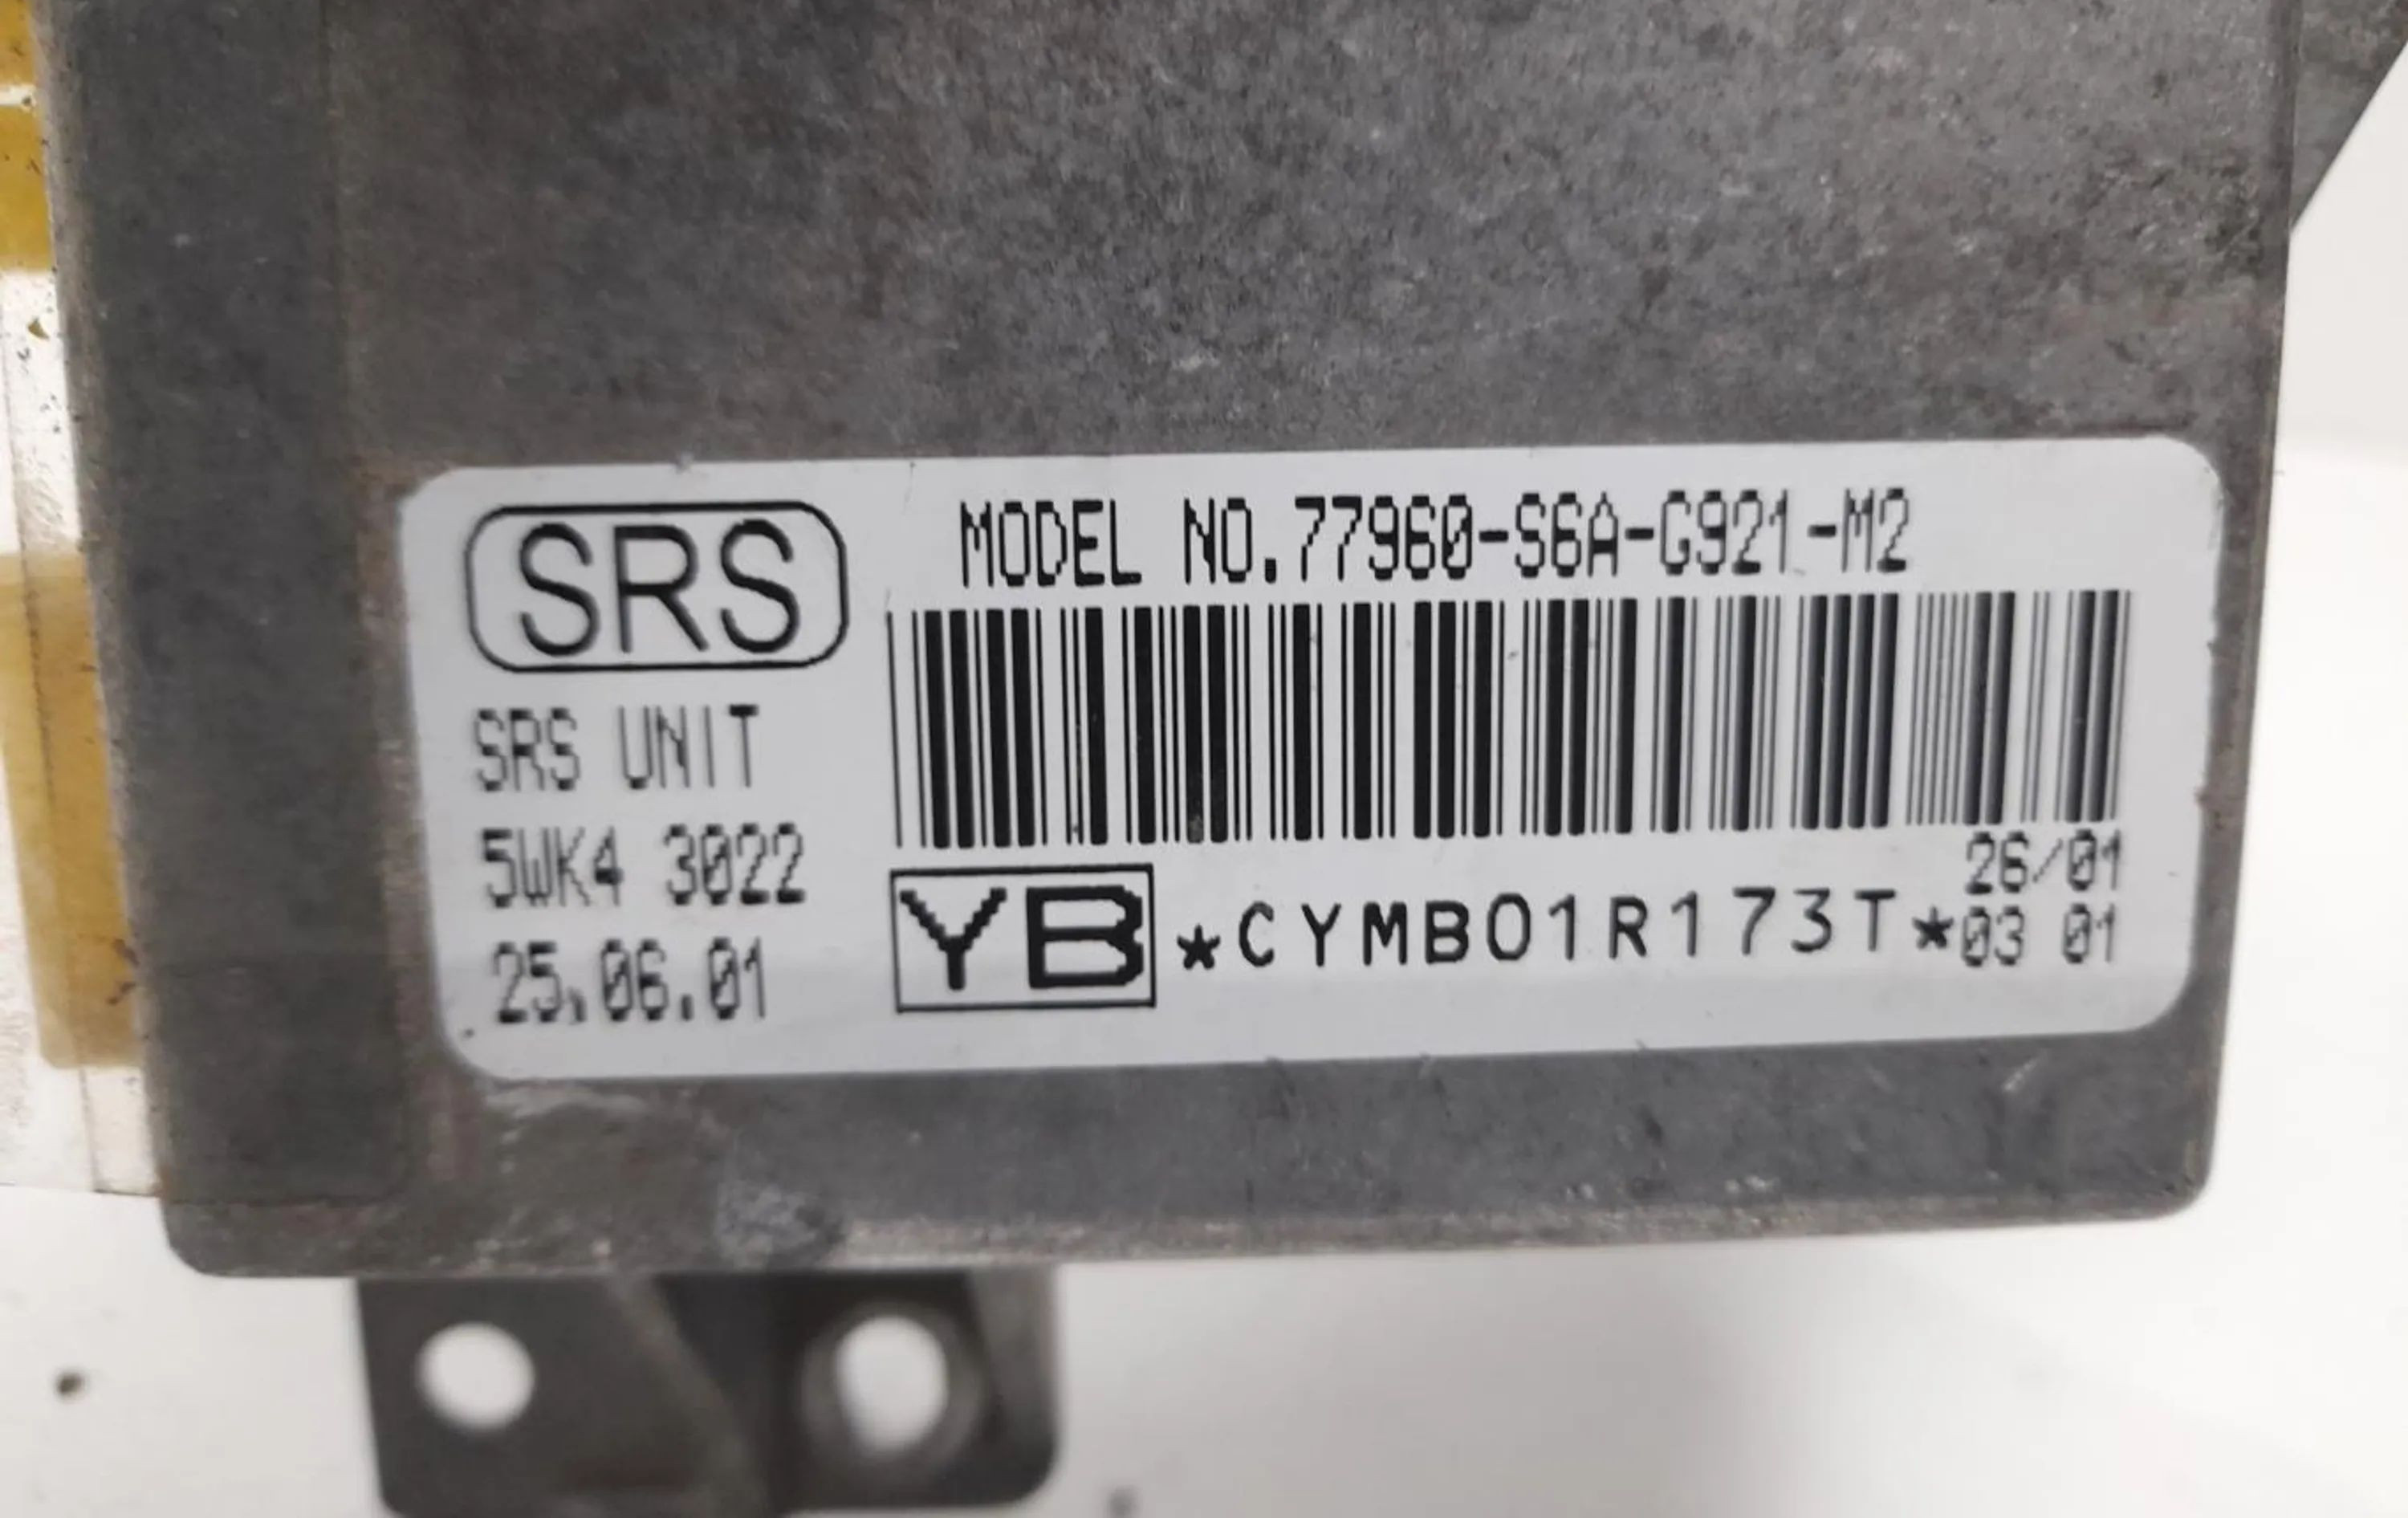 SRS
MODEL NO.77960-S6A-G921-M2
SRS UNIT
5WK4 3022
25.06.01
YB
*CYMB01R173T*
26/01
03 01